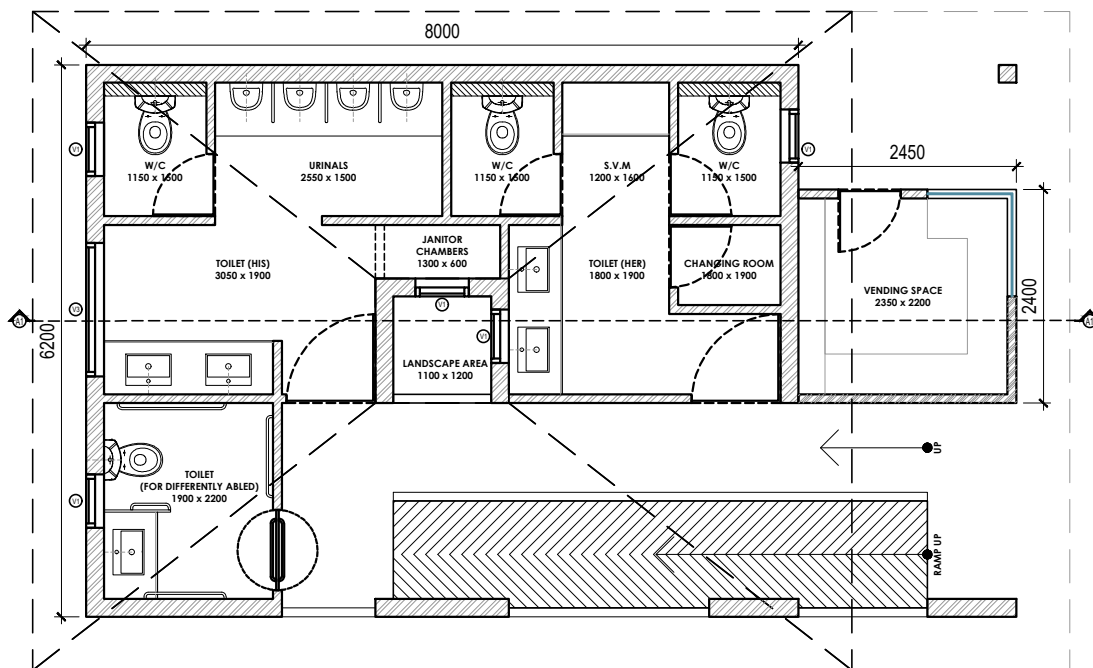 8000
2450
V1
V1
W/C
1150 x 1500
URINALS
2550 x 1500
W/C
1150 x 1500
S.V.M
1200 x 1600
W/C
1150 x 1500
JANITOR
CHAMBERS
1300 x 600
TOILET (HIS)
3050 x 1900
TOILET (HER)
1800 x 1900
CHANGING ROOM
1800 x 1900
VENDING SPACE
2350 x 2200
2400
V3
V1
V1
A1
A1
6200
LANDSCAPE AREA
1100 x 1200
UP
TOILET
(FOR DIFFERENTLY ABLED)
1900 x 2200
V1
RAMP UP